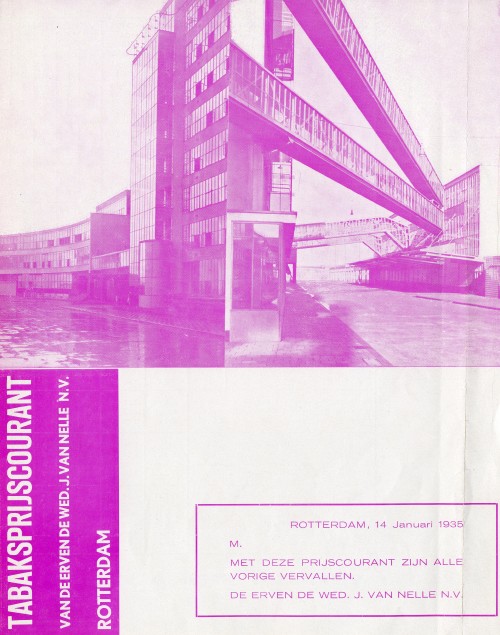 TABAKSPRIJSCOURANT
VAN DE ERVEN DE WED. J. VAN NELLE N.V.
ROTTERDAM
ROTTERDAM, 14 Januari 1935
M.
MET DEZE PRIJSCOURANT ZIJN ALLE
VORIGE VERVALLEN.
DE ERVEN DE WED. J. VAN NELLE N.V.